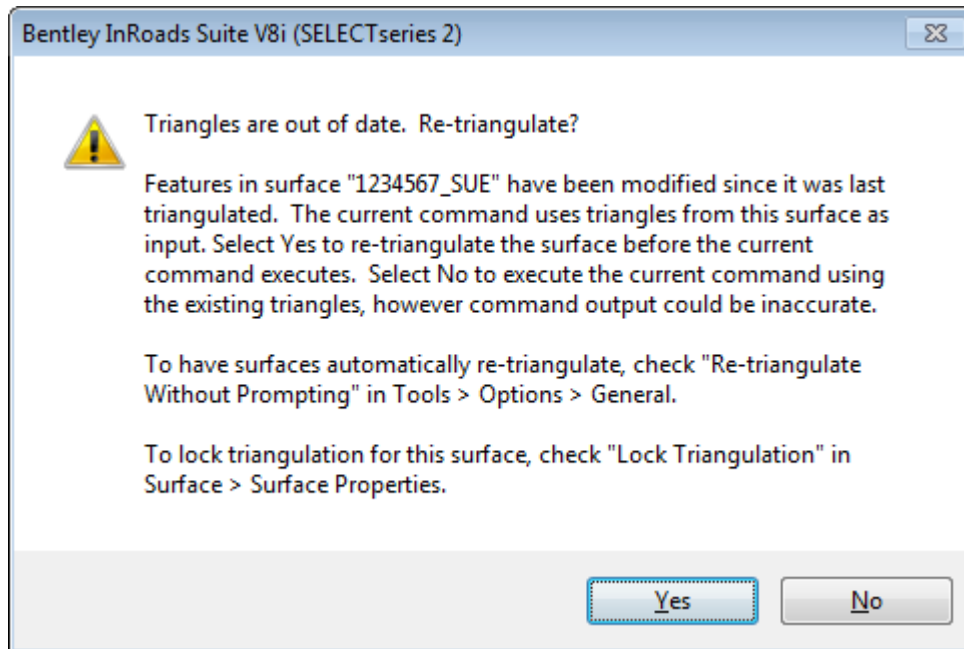 Bentley InRoads Suite V8i (SELECTseries 2)
Triangles are out of date.  Re-triangulate?
Features in surface "1234567_SUE" have been modified since it was last
triangulated.  The current command uses triangles from this surface as
input. Select Yes to re-triangulate the surface before the current
command executes.  Select No to execute the current command using
the existing triangles, however command output could be inaccurate.
To have surfaces automatically re-triangulate, check "Re-triangulate
Without Prompting" in Tools > Options > General.
To lock triangulation for this surface, check "Lock Triangulation" in
Surface > Surface Properties.
Yes
No